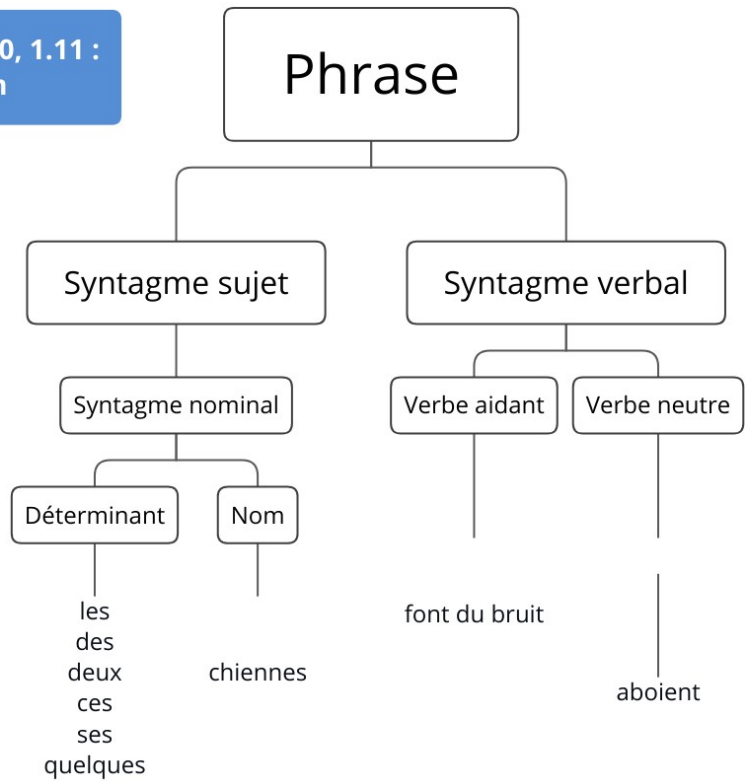 0, 1.11 :
n
Phrase
Syntagme sujet
Syntagme verbal
Syntagme nominal
Verbe aidant
Verbe neutre
Déterminant
Nom
les
des
deux
ces
ses
quelques
chiennes
font du bruit
aboient